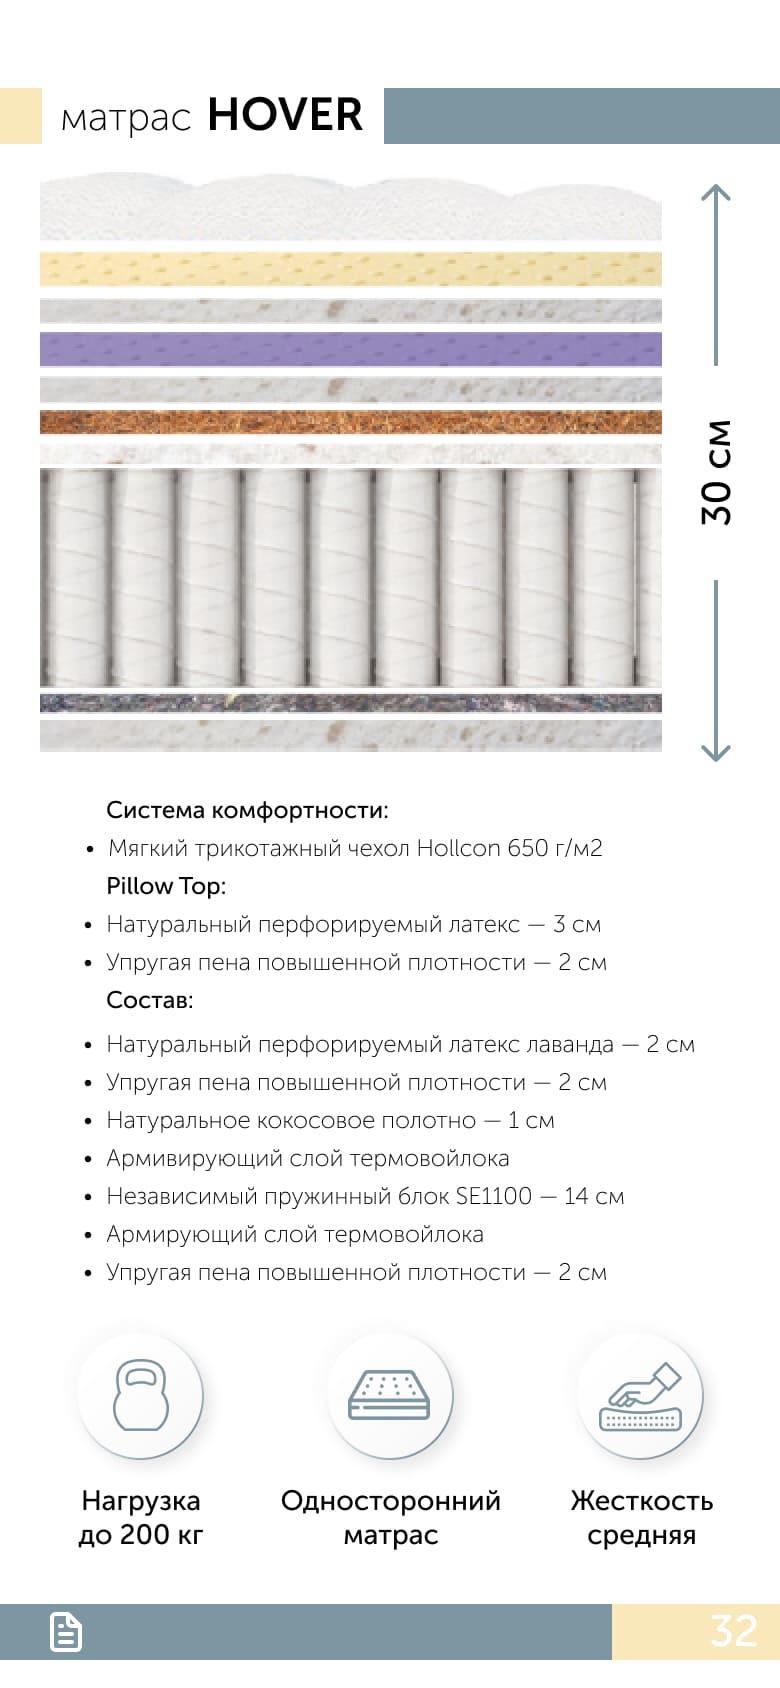 матрас HOVER
30 см
Система комфортности:
• Мягкий трикотажный чехол Hollcon 650 г/м2
Pillow Top:
• Натуральный перфорируемый латекс — 3 см
• Упругая пена повышенной плотности — 2 см
Состав:
• Натуральный перфорируемый латекс лаванда — 2 см
• Упругая пена повышенной плотности — 2 см
• Натуральное кокосовое полотно — 1 см
• Армивирующий слой термовойлока
• Независимый пружинный блок SE1100 — 14 см
• Армирующий слой термовойлока
• Упругая пена повышенной плотности — 2 см
Нагрузка
до 200 кг
Односторонний
матрас
Жесткость
средняя
32